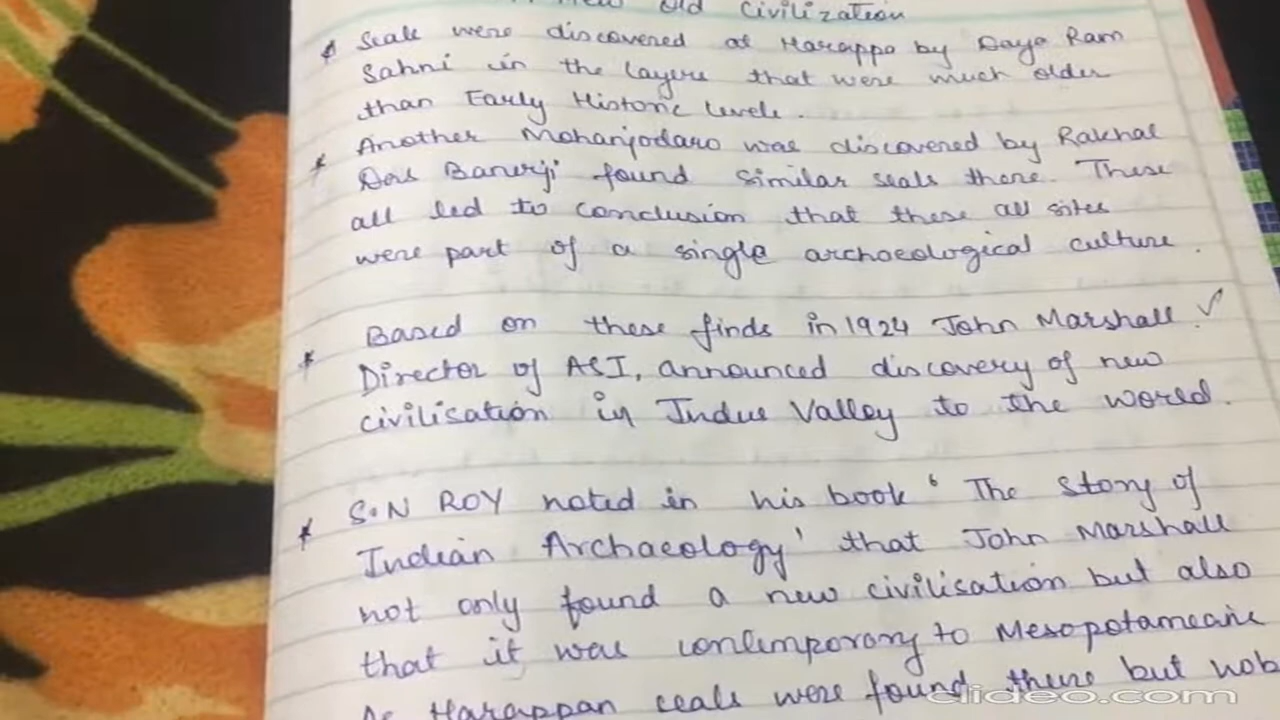 old Civilization
* Seals were discovered at Harappa by Daya Ram
Sahni in the layers that were much older
than Early Historic levels.
* Another Mohanjodaro was discovered by Rakhal
Das Banerji found similar seals there. These
all led to conclusion that these all sites
were part of a single archaeological culture.
* Based on these finds in 1924 John Marshall ✓
Director of ASI, announced discovery of new
civilisation in Indus Valley to the world.
* S.N ROY noted in his book ' The story of
Indian Archaeology' that John Marshall
not only found a new civilisation but also
that it was contemporary to Mesopotameans
As Harappan seals were found there but nob
clideo.com